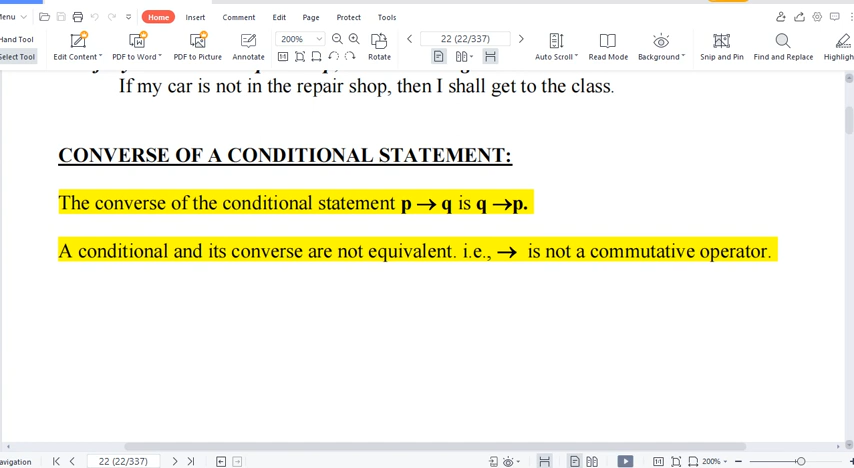 Home Insert Comment Edit Page Protect Tools
Hand Tool
Select Tool
Edit Content PDF to Word PDF to Picture Annotate 200% Rotate 22 (22/337) Auto Scroll Read Mode Background Snip and Pin Find and Replace
If my car is not in the repair shop, then I shall get to the class.
CONVERSE OF A CONDITIONAL STATEMENT:
The converse of the conditional statement p → q is q →p.
A conditional and its converse are not equivalent. i.e., → is not a commutative operator.
22 (22/337) 200%